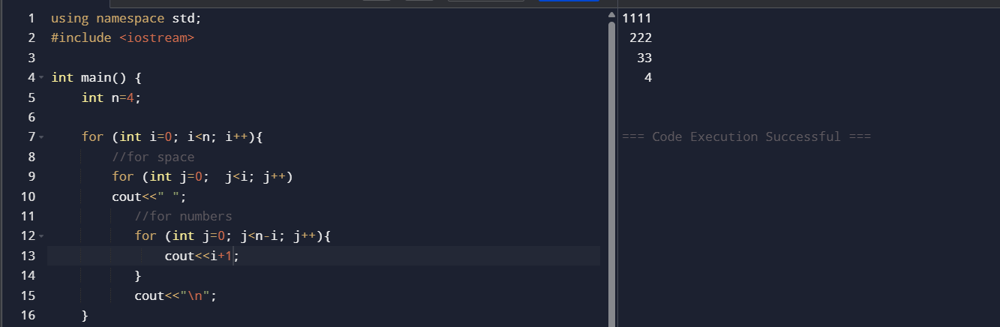 1 using namespace std;
2 #include <iostream>
3
4 int main() {
5     int n=4;
6
7     for (int i=0; i<n; i++){
8         //for space
9         for (int j=0;  j<i; j++)
10         cout<<" ";
11            //for numbers
12            for (int j=0; j<n-i; j++){
13                cout<<i+1;
14            }
15            cout<<"\n";
16     }
1111
 222
  33
   4
=== Code Execution Successful ===